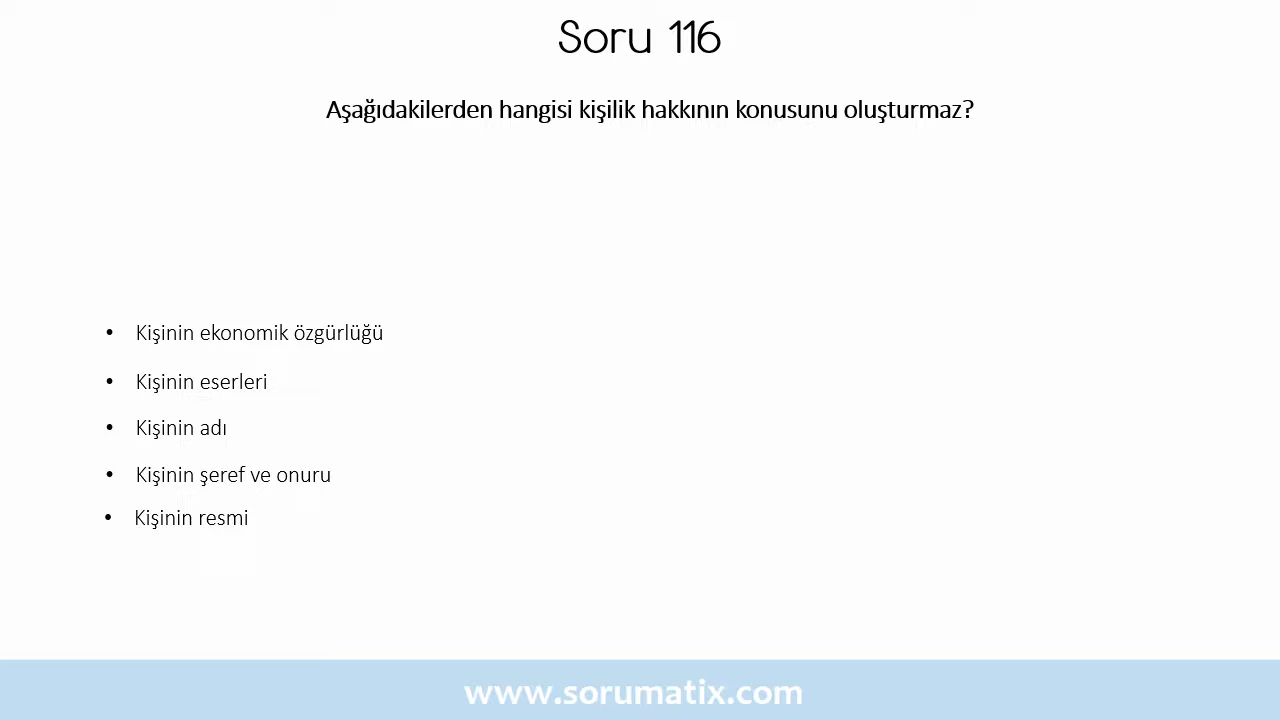 Soru 116
Aşağıdakilerden hangisi kişilik hakkının konusunu oluşturmaz?
• Kişinin ekonomik özgürlüğü
• Kişinin eserleri
• Kişinin adı
• Kişinin şeref ve onuru
• Kişinin resmi
www.sorumatix.com